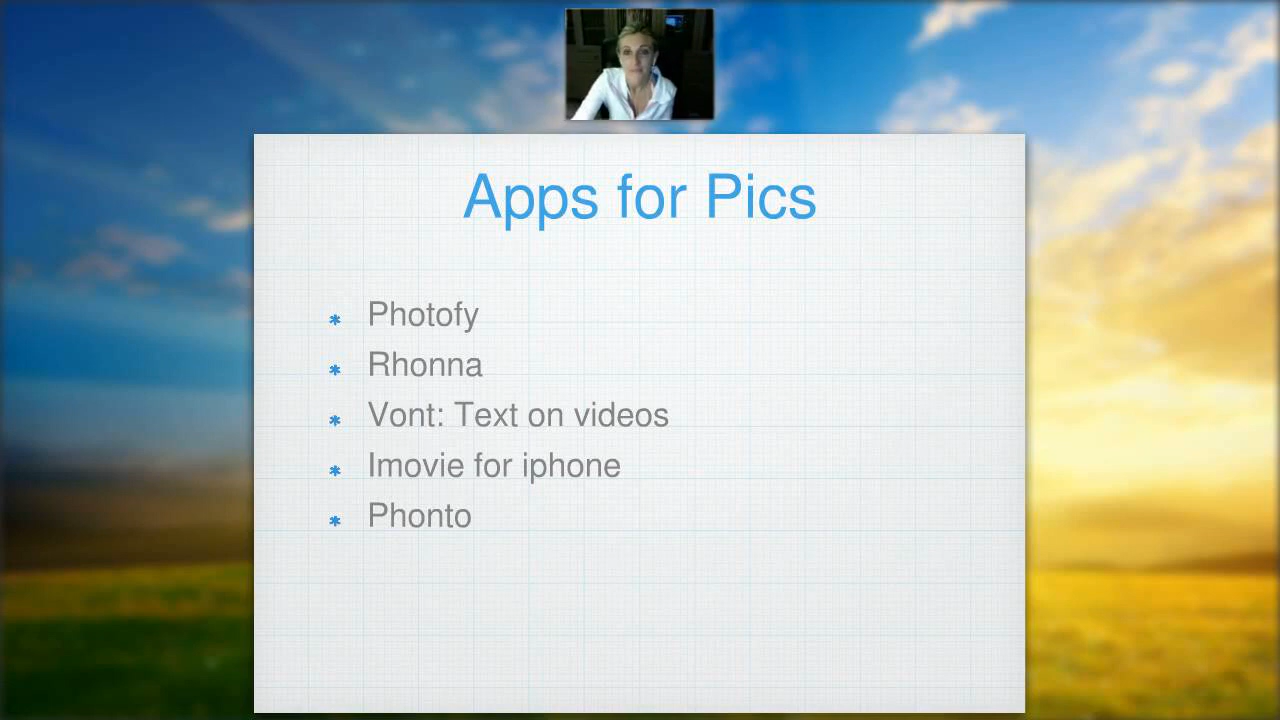 Apps for Pics
Photofy
Rhonna
Vont: Text on videos
Imovie for iphone
Phonto